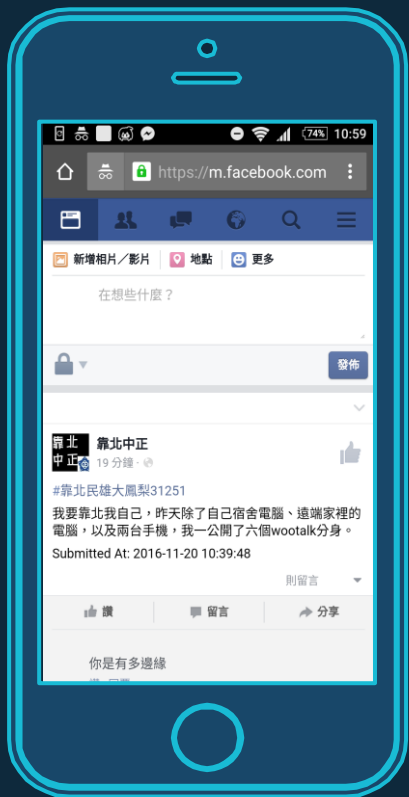 74% 10:59
https://m.facebook.com
新增相片／影片 地點 更多
在想些什麼？
發佈
靠北
中正
靠北中正
19 分鐘 ·
#靠北民雄大鳳梨31251
我要靠北我自己，昨天除了自己宿舍電腦、遠端家裡的
電腦，以及兩台手機，我一公開了六個wootalk分身。
Submitted At: 2016-11-20 10:39:48
則留言
讚 留言 分享
你是有多邊緣